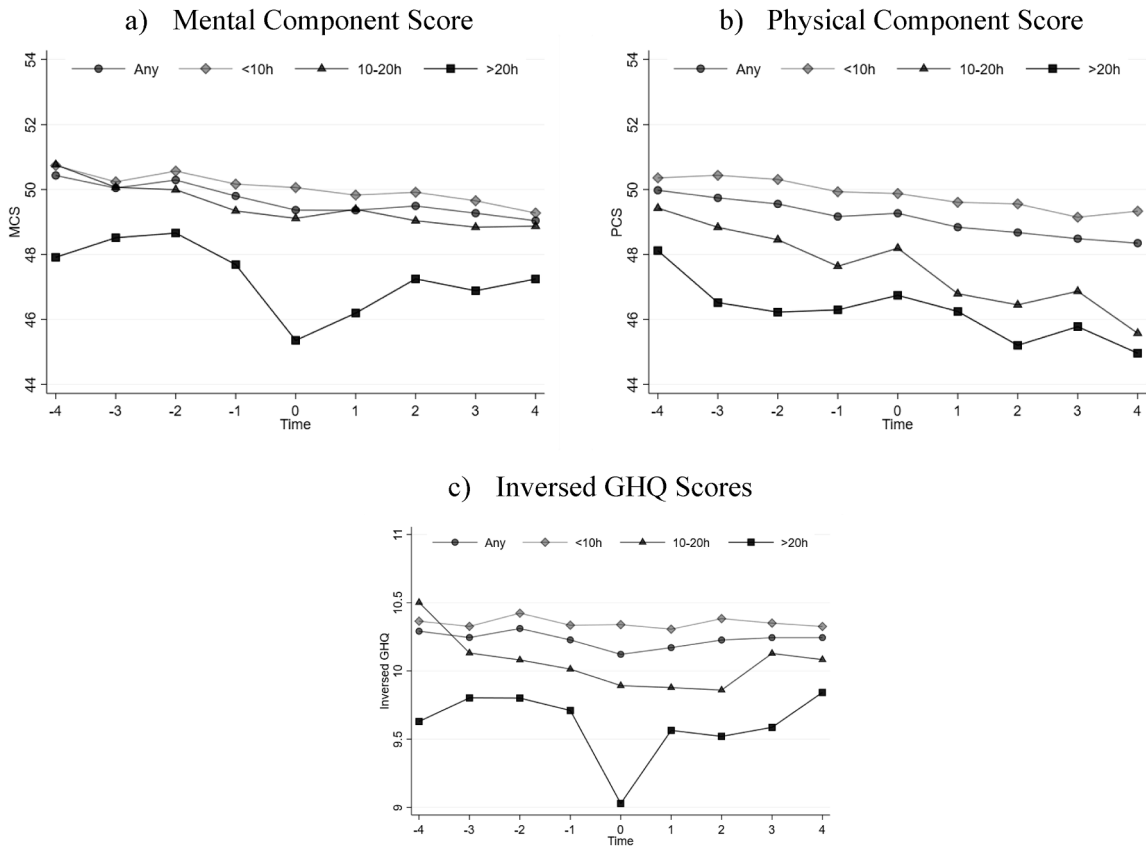 a) Mental Component Score
Any <10h 10-20h >20h
54
52
50
48
46
44
MCS
-4 -3 -2 -1 0 1 2 3 4
Time
b) Physical Component Score
Any <10h 10-20h >20h
54
52
50
48
46
44
PCS
-4 -3 -2 -1 0 1 2 3 4
Time
c) Inversed GHQ Scores
Any <10h 10-20h >20h
11
10.5
10
9.5
9
Inversed GHQ
-4 -3 -2 -1 0 1 2 3 4
Time